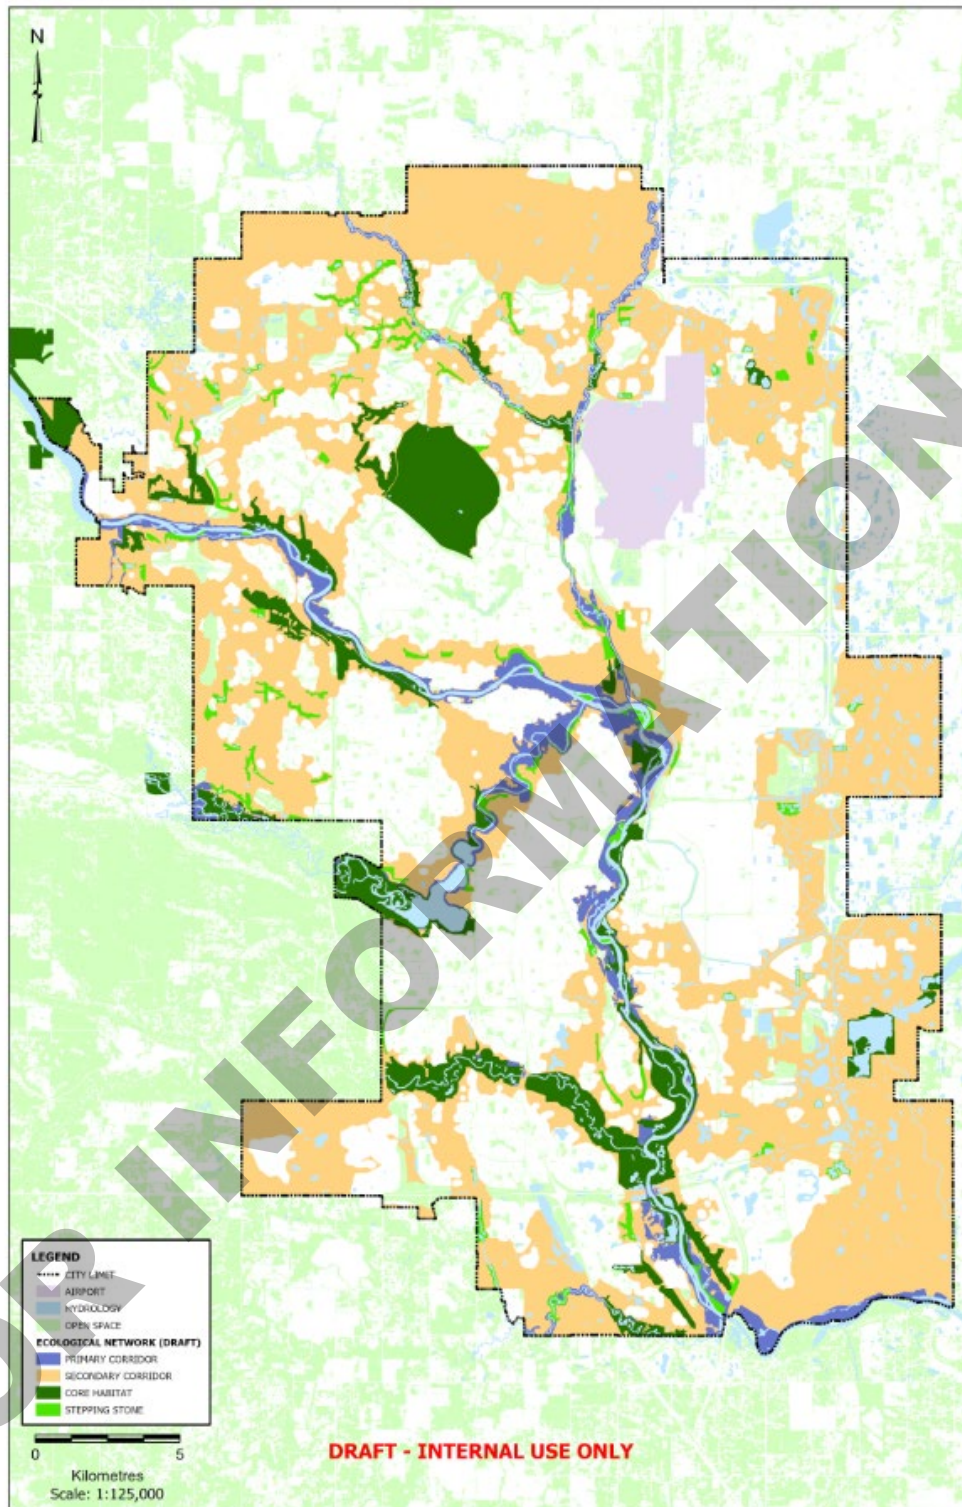 N
FOR INFORMATION
LEGEND
CITY LIMIT
AIRPORT
HYDROLOGY
OPEN SPACE
ECOLOGICAL NETWORK (DRAFT)
PRIMARY CORRIDOR
SECONDARY CORRIDOR
CORE HABITAT
STEPPING STONE
0 5
Kilometres
Scale: 1:125,000
DRAFT - INTERNAL USE ONLY